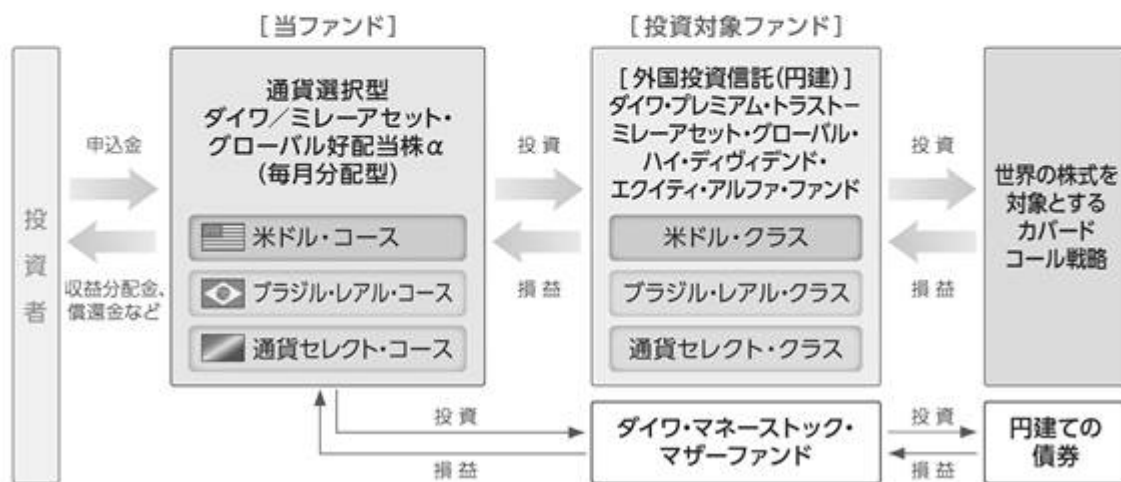 [当ファンド]
[投資対象ファンド]
投資者
申込金
収益分配金、
償還金など
通貨選択型
ダイワ／ミレーアセット・
グローバル好配当株α
(毎月分配型)
米ドル・コース
ブラジル・レアル・コース
通貨セレクト・コース
投資
損益
[外国投資信託(円建)]
ダイワ・プレミアム・トラスト－
ミレーアセット・グローバル・
ハイ・ディヴィデンド・
エクイティ・アルファ・ファンド
米ドル・クラス
ブラジル・レアル・クラス
通貨セレクト・クラス
投資
損益
世界の株式を
対象とする
カバード
コール戦略
投資
損益
ダイワ・マネーストック・
マザーファンド
投資
損益
円建ての
債券